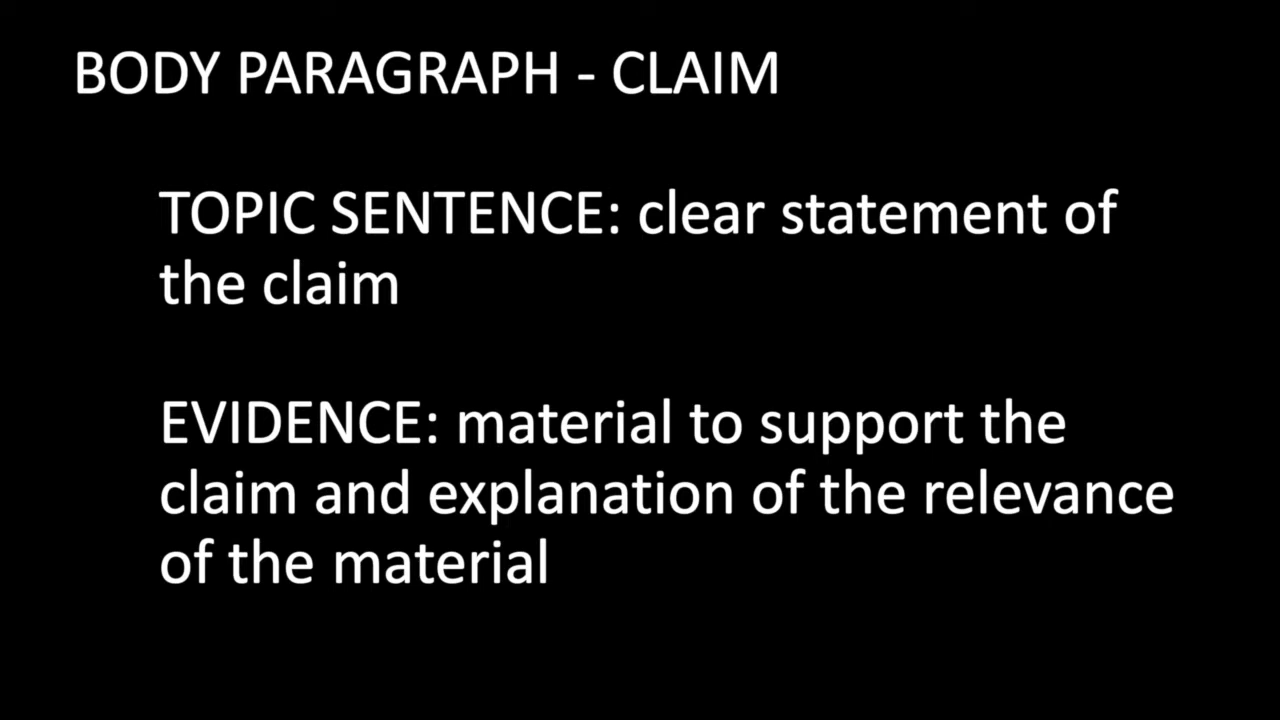 BODY PARAGRAPH - CLAIM
TOPIC SENTENCE: clear statement of
the claim
EVIDENCE: material to support the
claim and explanation of the relevance
of the material